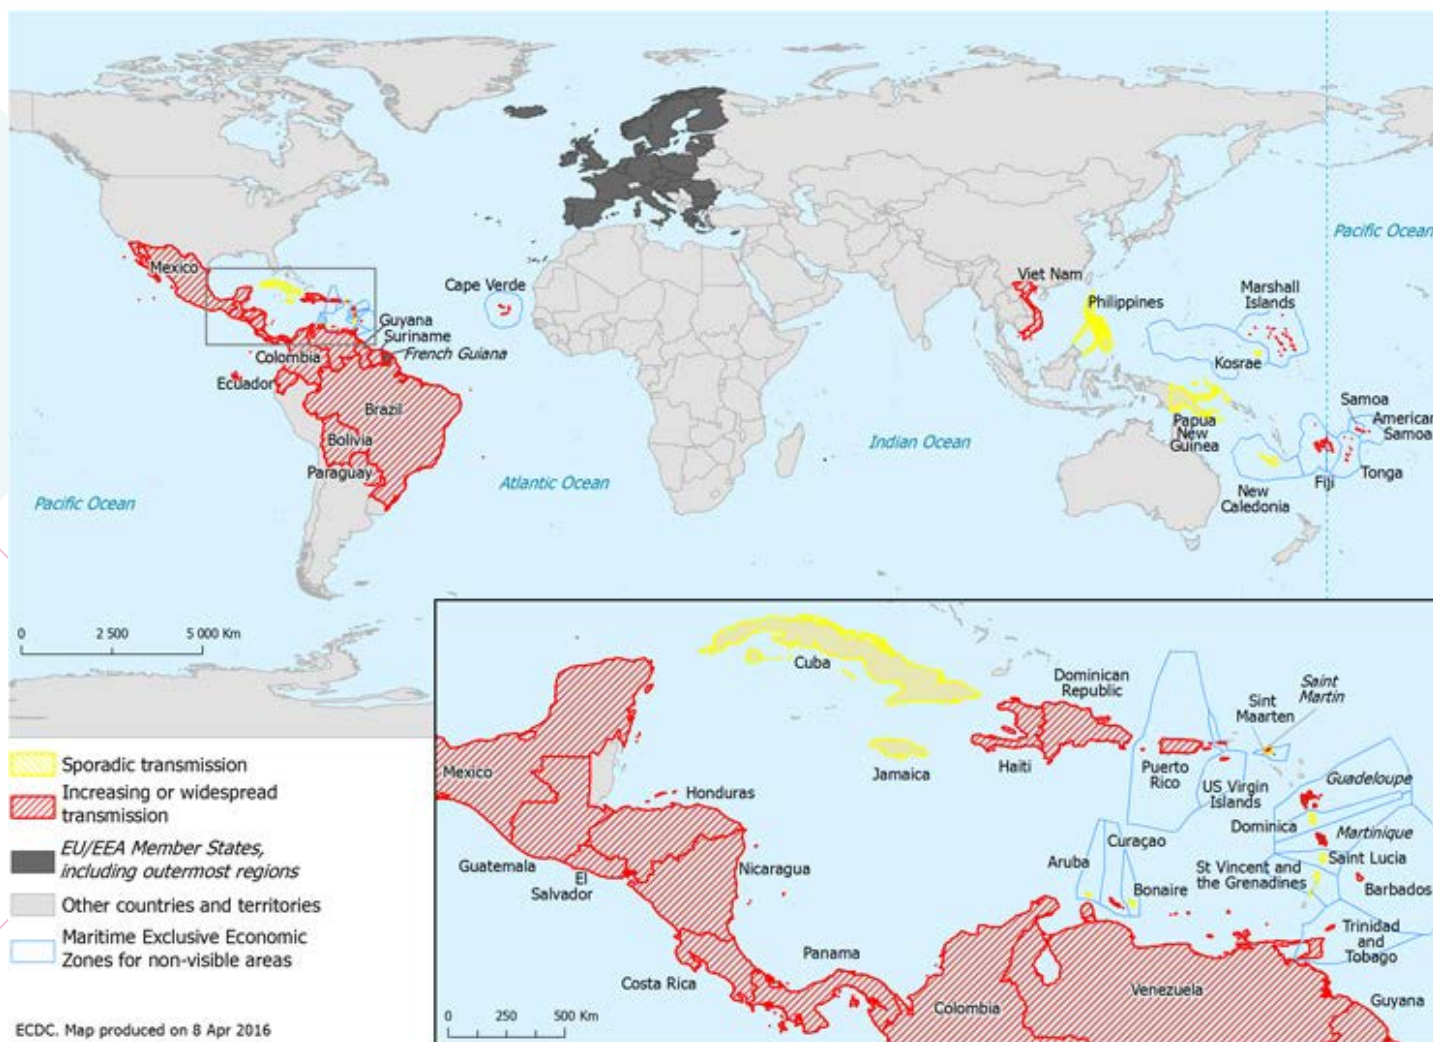 Mexico
Cape Verde
Guyana
Suriname
French Guiana
Colombia
Ecuador
Brazil
Bolivia
Paraguay
Pacific Ocean
Atlantic Ocean
Indian Ocean
Viet Nam
Philippines
Marshall
Islands
Kosrae
Pacific Ocean
Samoa
American
Samoa
Papua
New
Guinea
New
Caledonia
Fiji
Tonga
0 2 500 5 000 Km
Sporadic transmission
Increasing or widespread
transmission
EU/EEA Member States,
including outermost regions
Other countries and territories
Maritime Exclusive Economic
Zones for non-visible areas
ECDC. Map produced on 8 Apr 2016
Cuba
Dominican
Republic
Saint
Martin
Sint
Maarten
Mexico
Jamaica
Haiti
Puerto
Rico
US Virgin
Islands
Guadeloupe
Honduras
Dominica
Martinique
Curaçao
Aruba
Saint Lucia
St Vincent and
the Grenadines
Barbados
Bonaire
Guatemala
El
Salvador
Nicaragua
Trinidad
and
Tobago
Panama
Costa Rica
Colombia
Venezuela
Guyana
0 250 500 Km